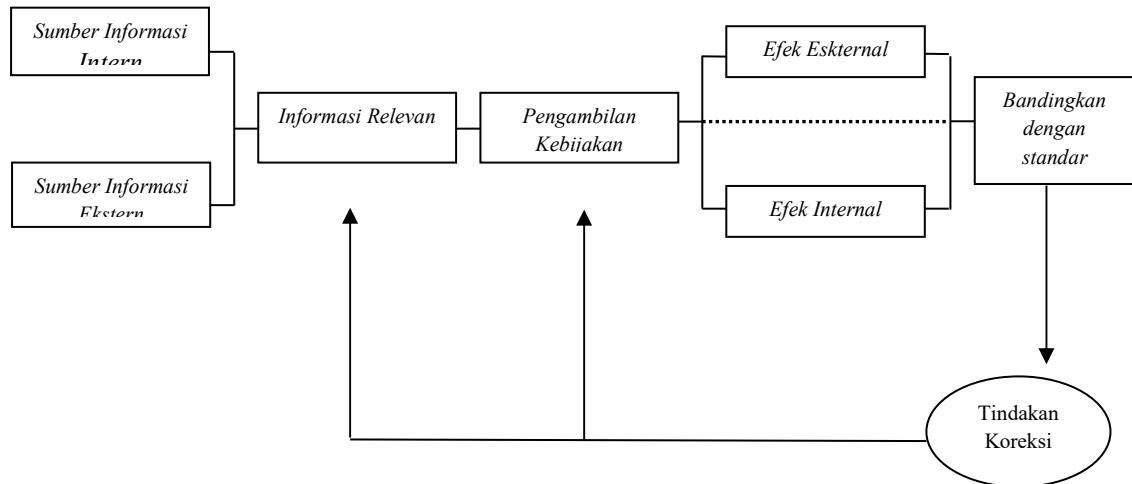 Sumber Informasi
Intern
Sumber Informasi
Ekstern
Informasi Relevan
Pengambilan
Kebijakan
Efek Eskternal
Efek Internal
Bandingkan
dengan
standar
Tindakan
Koreksi